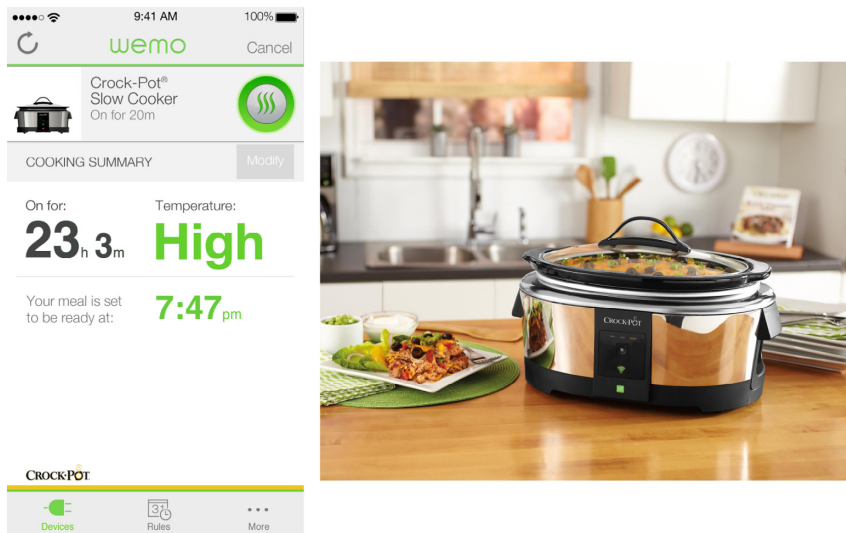 9:41 AM
100%
wemo
Cancel
Crock-Pot®
Slow Cooker
On for 20m
COOKING SUMMARY
Modify
On for:
Temperature:
23h 3m
High
Your meal is set
to be ready at:
7:47pm
CROCK-POT
Devices
Rules
More
CROCK-POT